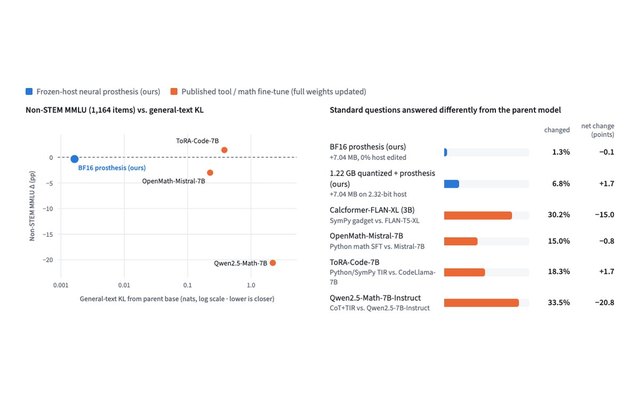 Frozen-host neural prosthesis (ours)
Published tool / math fine-tune (full weights updated)
Non-STEM MMLU (1,164 items) vs. general-text KL
Non-STEM MMLU Δ (pp)
0
−5
−10
−15
−20
ToRA-Code-7B
BF16 prosthesis (ours)
OpenMath-Mistral-7B
Qwen2.5-Math-7B
0.001
0.01
0.1
1.0
General-text KL from parent base (nats, log scale · lower is closer)
Standard questions answered differently from the parent model
changed
net change
(points)
BF16 prosthesis (ours)
+7.04 MB, 0% host edited
1.3%
−0.1
1.22 GB quantized + prosthesis
(ours)
+7.04 MB on 2.32-bit host
6.8%
+1.7
Calcformer-FLAN-XL (3B)
SymPy gadget vs. FLAN-T5-XL
30.2%
−15.0
OpenMath-Mistral-7B
Python math SFT vs. Mistral-7B
15.0%
−0.8
ToRA-Code-7B
Python/SymPy TIR vs. CodeLlama-
7B
18.3%
+1.7
Qwen2.5-Math-7B-Instruct
CoT+TIR vs. Qwen2.5-7B-Instruct
33.5%
−20.8